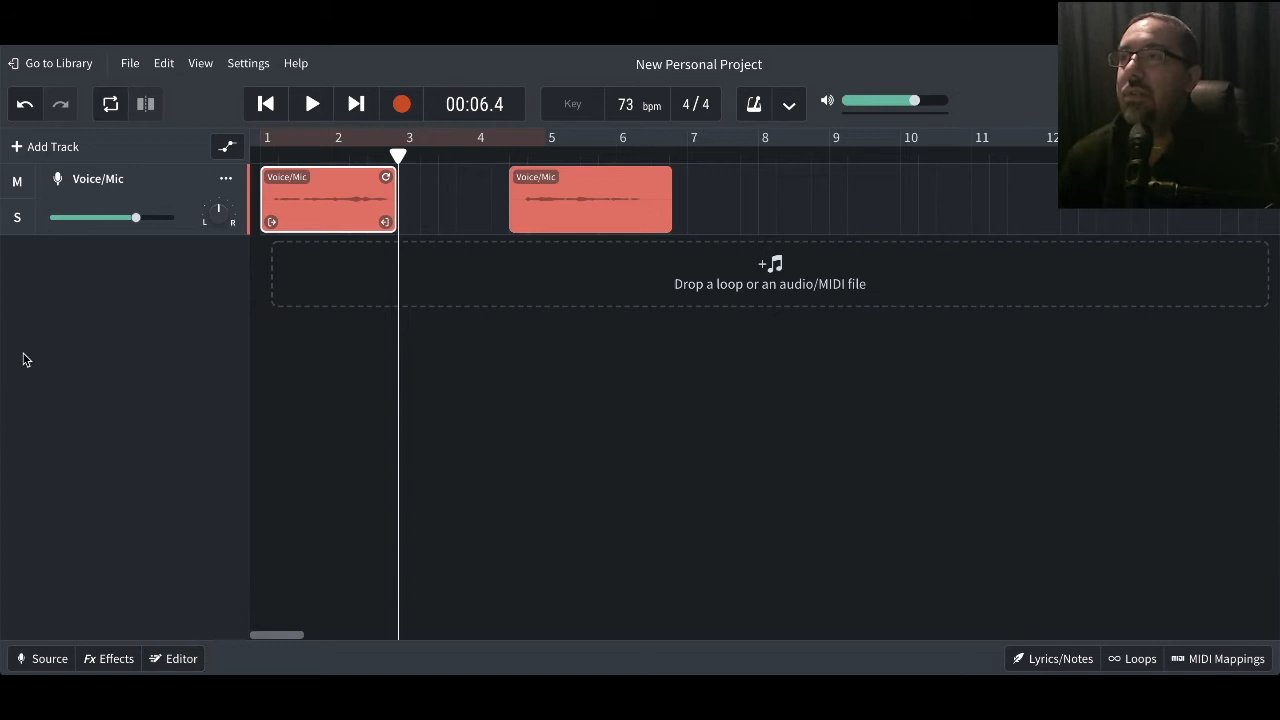 Go to Library File Edit View Settings Help New Personal Project
00:06.4 Key 73 bpm 4/4
+ Add Track 1 2 3 4 5 6 7 8 9 10 11 12
M Voice/Mic ··· Voice/Mic Voice/Mic
S L R
Drop a loop or an audio/MIDI file
Source Fx Effects Editor Lyrics/Notes Loops MIDI Mappings